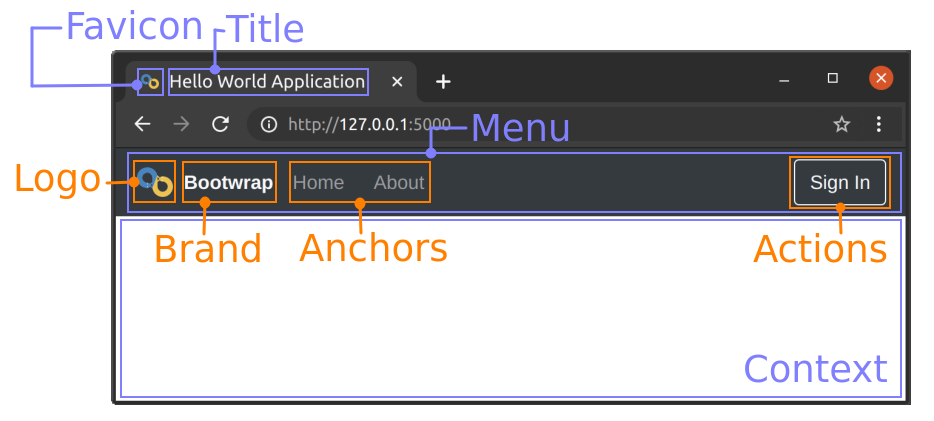 Favicon
Title
Hello World Application
http://127.0.0.1:5000
Menu
Logo
Bootwrap
Home
About
Sign In
Brand
Anchors
Actions
Context